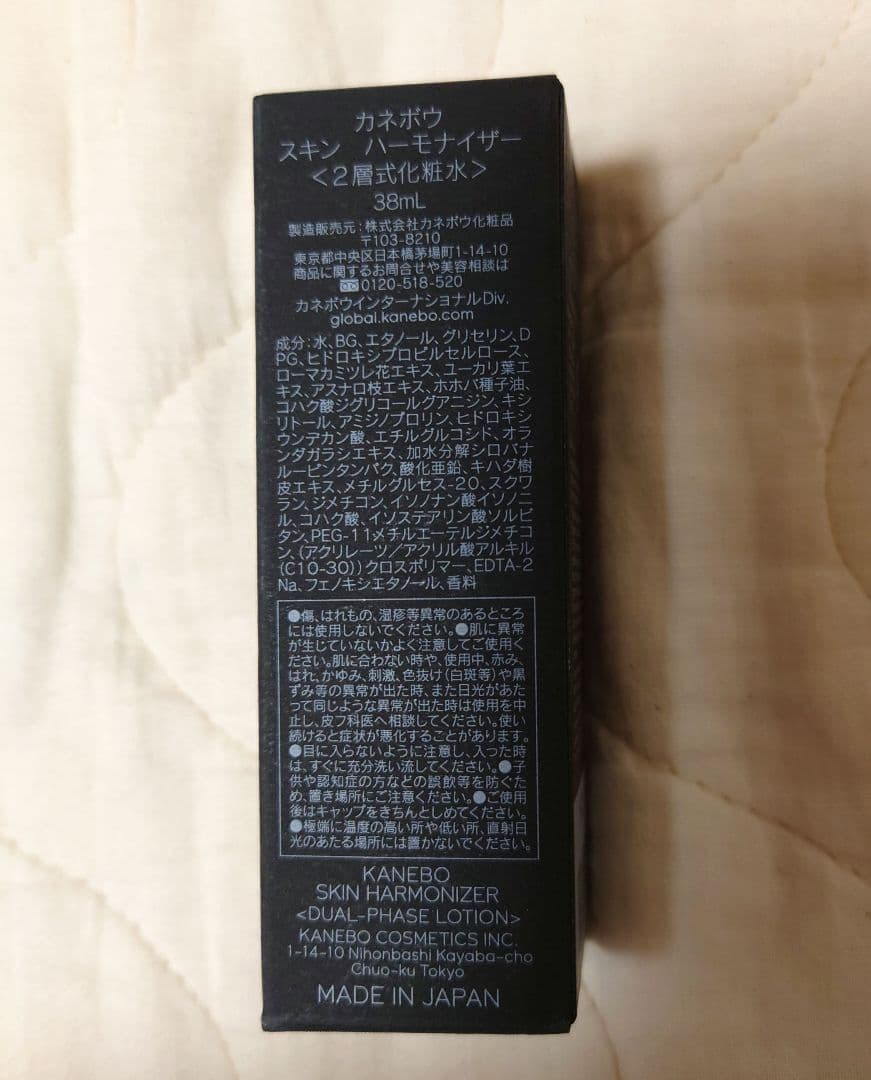 カネボウ
スキン　ハーモナイザー
＜２層式化粧水＞
38mL
製造販売元：株式会社カネボウ化粧品
〒103-8210
東京都中央区日本橋茅場町1-14-10
商品に関するお問合せや美容相談は
0120-518-520
カネボウインターナショナルDiv.
global.kanebo.com
成分：水、BG、エタノール、グリセリン、D
PG、ヒドロキシプロピルセルロース、
ローマカミツレ花エキス、ユーカリ葉エ
キス、アスナロ枝エキス、ホホバ種子油、
コハク酸ジグリコールグアニジン、キシ
リトール、アミジノプロリン、ヒドロキシ
ウンデカン酸、エチルグルコシド、オラ
ンダガラシエキス、加水分解シロバナ
ルーピンタンパク、酸化亜鉛、キハダ樹
皮エキス、メチルグルセス-20、スクワ
ラン、ジメチコン、イソノナン酸イソノニ
ル、コハク酸、イソステアリン酸ソルビ
タン、PEG-11メチルエーテルジメチコ
ン、(アクリレーツ／アクリル酸アルキル
(C10-30))クロスポリマー、EDTA-2
Na、フェノキシエタノール、香料
●傷、はれもの、湿疹等異常のあるところ
には使用しないでください。●肌に異常
が生じていないかよく注意してご使用く
ださい。肌に合わない時や、使用中、赤み、
はれ、かゆみ、刺激、色抜け(白斑等)や黒
ずみ等の異常が出た時、また日光があた
って同じような異常が出た時は使用を中
止し、皮フ科医へ相談してください。使い
続けると症状が悪化することがあります。
●目に入らないように注意し、入った時
は、すぐに充分洗い流してください。●子
供や認知症の方などの誤飲等を防ぐた
め、置き場所にご注意ください。●ご使用
後はキャップをきちんとしめてください。
●極端に温度の高い所や低い所、直射日
光のあたる場所には置かないでください。
KANEBO
SKIN HARMONIZER
<DUAL-PHASE LOTION>
KANEBO COSMETICS INC.
1-14-10 Nihonbashi Kayaba-cho
Chuo-ku Tokyo
MADE IN JAPAN